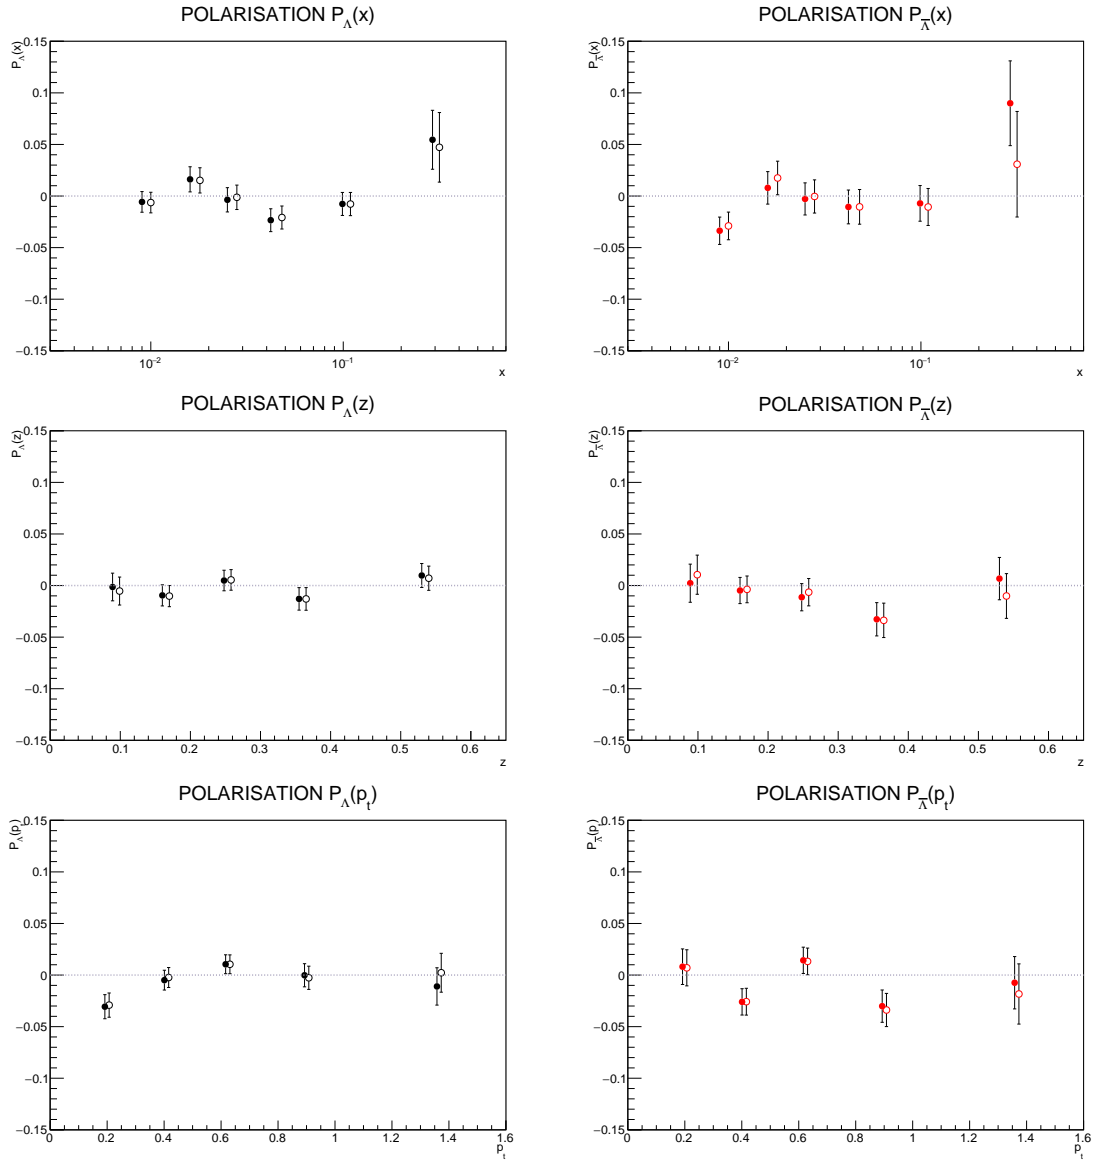 POLARISATION P_Λ(x)
P_Λ(x)
0.15
0.1
0.05
0
−0.05
−0.1
−0.15
10⁻²
10⁻¹
x
POLARISATION P_Λ̅(x)
P_Λ̅(x)
0.15
0.1
0.05
0
−0.05
−0.1
−0.15
10⁻²
10⁻¹
x
POLARISATION P_Λ(z)
P_Λ(z)
0.15
0.1
0.05
0
−0.05
−0.1
−0.15
0 0.1 0.2 0.3 0.4 0.5 0.6
z
POLARISATION P_Λ̅(z)
P_Λ̅(z)
0.15
0.1
0.05
0
−0.05
−0.1
−0.15
0 0.1 0.2 0.3 0.4 0.5 0.6
z
POLARISATION P_Λ(p_t)
P_Λ(p_t)
0.15
0.1
0.05
0
−0.05
−0.1
−0.15
0 0.2 0.4 0.6 0.8 1 1.2 1.4 1.6
p_t
POLARISATION P_Λ̅(p_t)
P_Λ̅(p_t)
0.15
0.1
0.05
0
−0.05
−0.1
−0.15
0 0.2 0.4 0.6 0.8 1 1.2 1.4 1.6
p_t